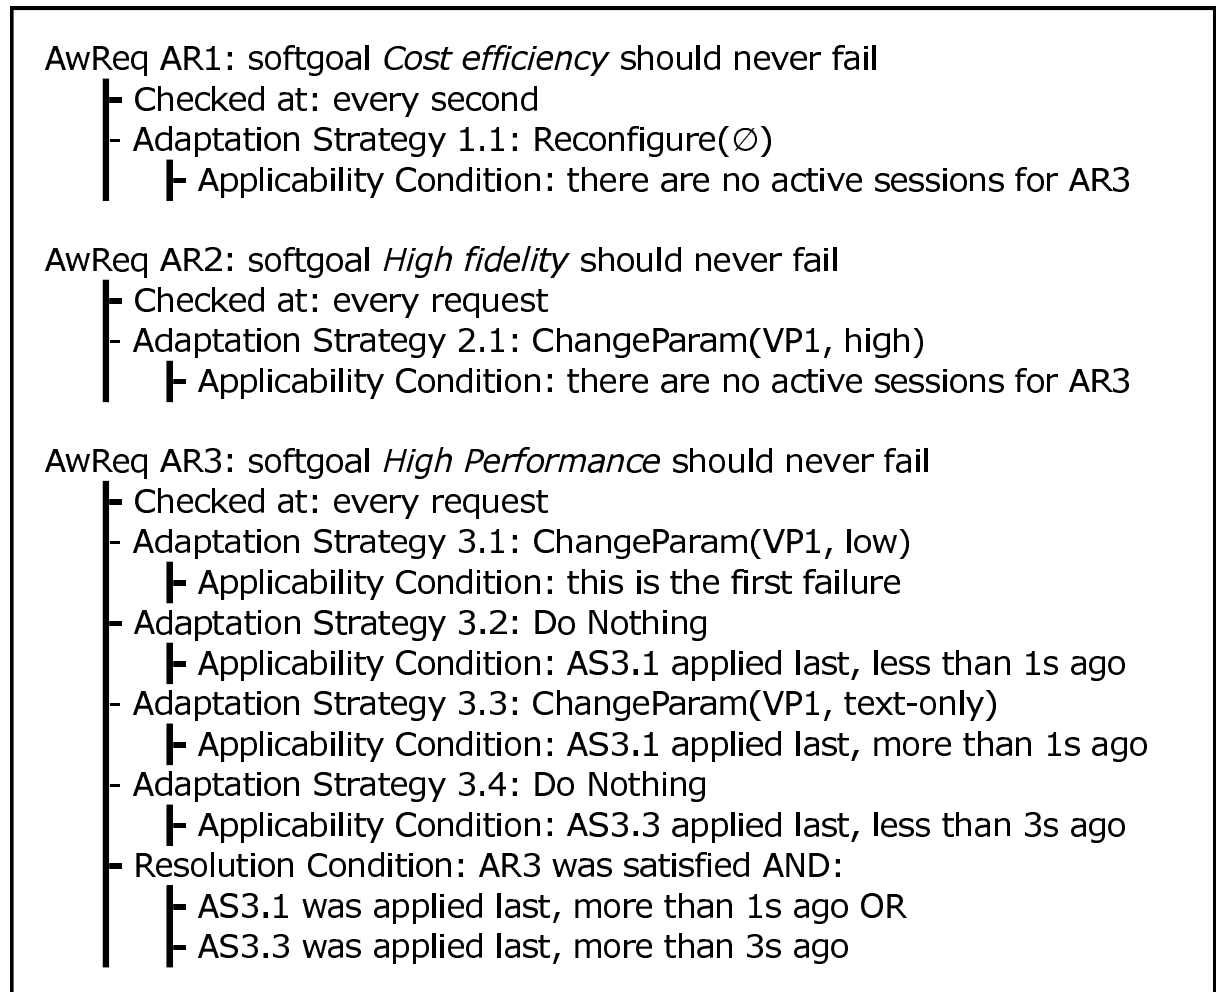 AwReq AR1: softgoal Cost efficiency should never fail
Checked at: every second
Adaptation Strategy 1.1: Reconfigure(∅)
Applicability Condition: there are no active sessions for AR3
AwReq AR2: softgoal High fidelity should never fail
Checked at: every request
Adaptation Strategy 2.1: ChangeParam(VP1, high)
Applicability Condition: there are no active sessions for AR3
AwReq AR3: softgoal High Performance should never fail
Checked at: every request
Adaptation Strategy 3.1: ChangeParam(VP1, low)
Applicability Condition: this is the first failure
Adaptation Strategy 3.2: Do Nothing
Applicability Condition: AS3.1 applied last, less than 1s ago
Adaptation Strategy 3.3: ChangeParam(VP1, text-only)
Applicability Condition: AS3.1 applied last, more than 1s ago
Adaptation Strategy 3.4: Do Nothing
Applicability Condition: AS3.3 applied last, less than 3s ago
Resolution Condition: AR3 was satisfied AND:
AS3.1 was applied last, more than 1s ago OR
AS3.3 was applied last, more than 3s ago